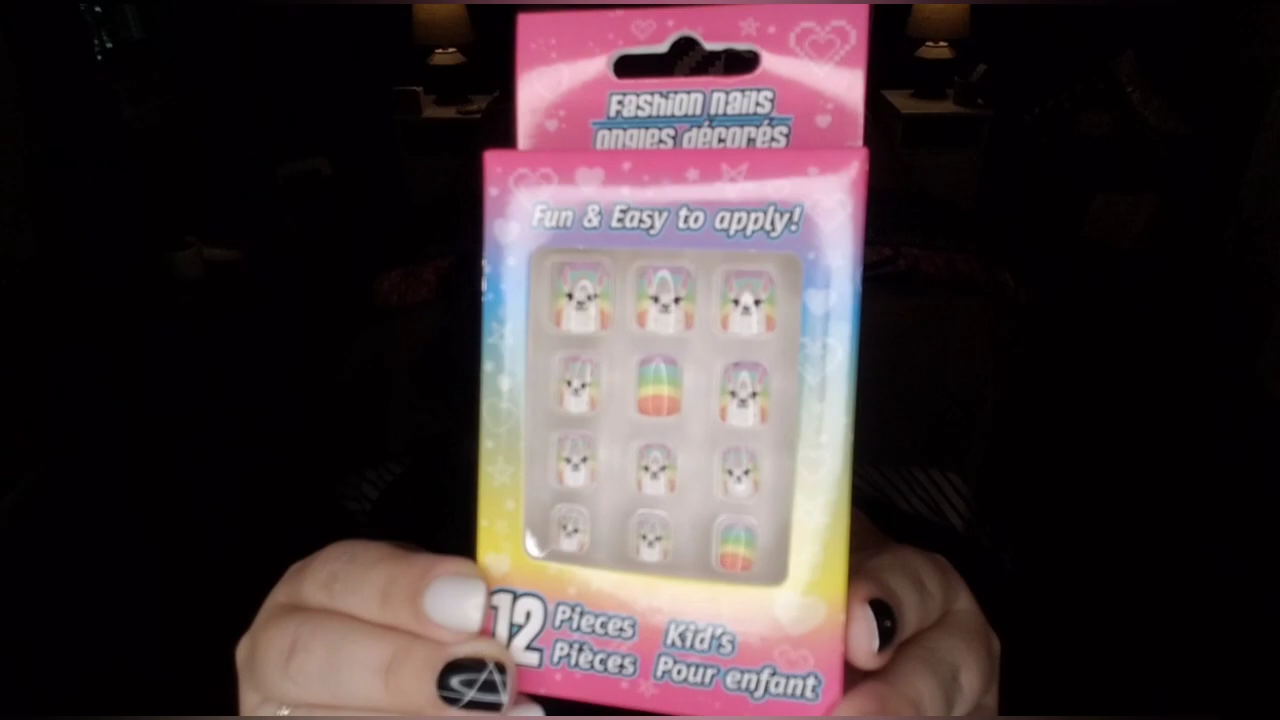 Fashion nails
ongles décorés
Fun & Easy to apply!
12 Pieces Kid's
Pièces Pour enfant